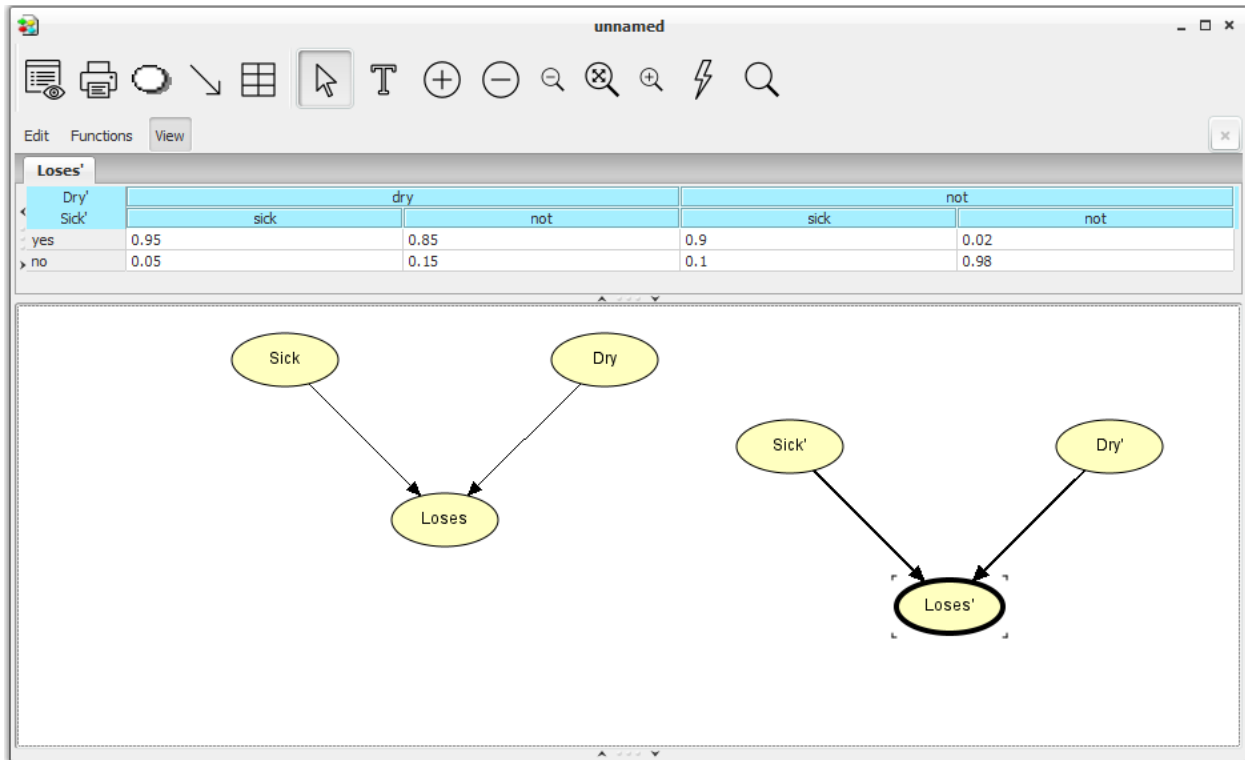 unnamed
Edit Functions View
Loses'
Dry' dry not
Sick' sick not sick not
yes 0.95 0.85 0.9 0.02
no 0.05 0.15 0.1 0.98
Sick Dry
Sick' Dry'
Loses
Loses'